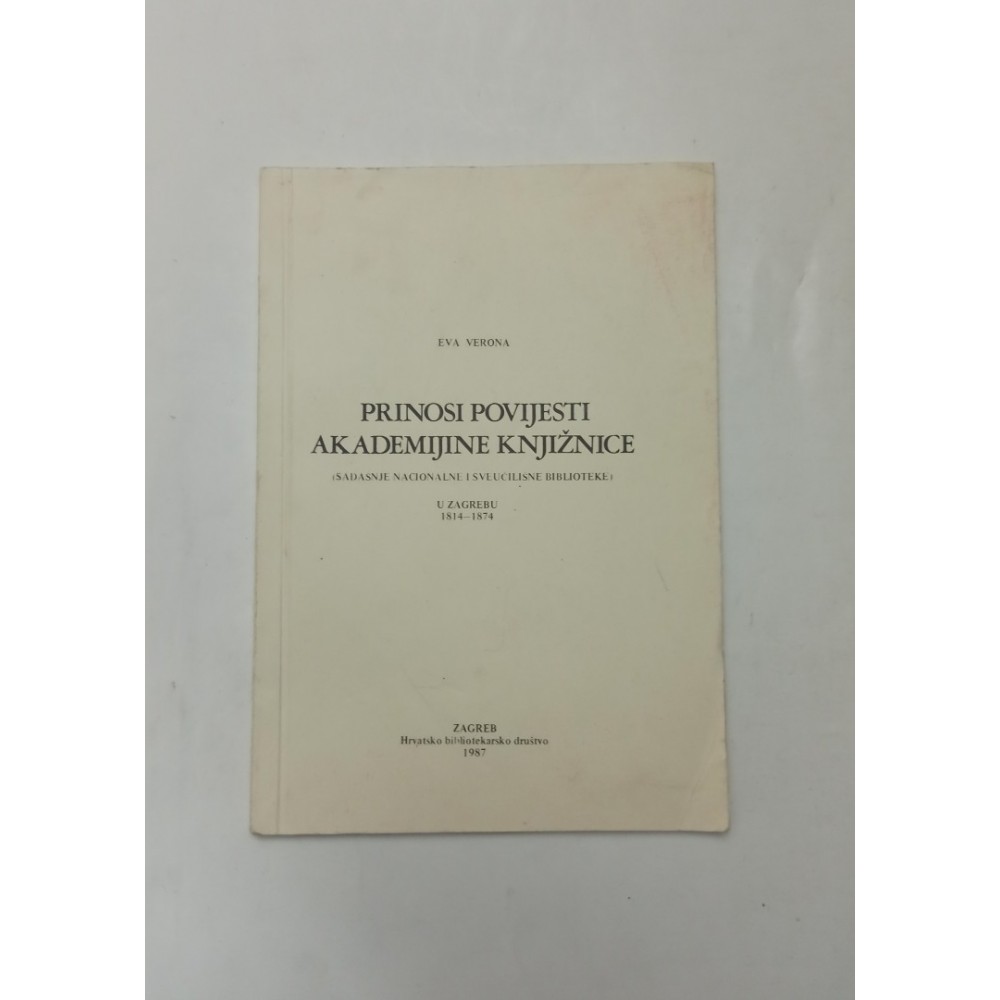 EVA VERONA
PRINOSI POVIJESTI
AKADEMIJINE KNJIŽNICE
(SADAŠNJE NACIONALNE I SVEUČILIŠNE BIBLIOTEKE)
U ZAGREBU
1814–1874
ZAGREB
Hrvatsko bibliotekarsko društvo
1987